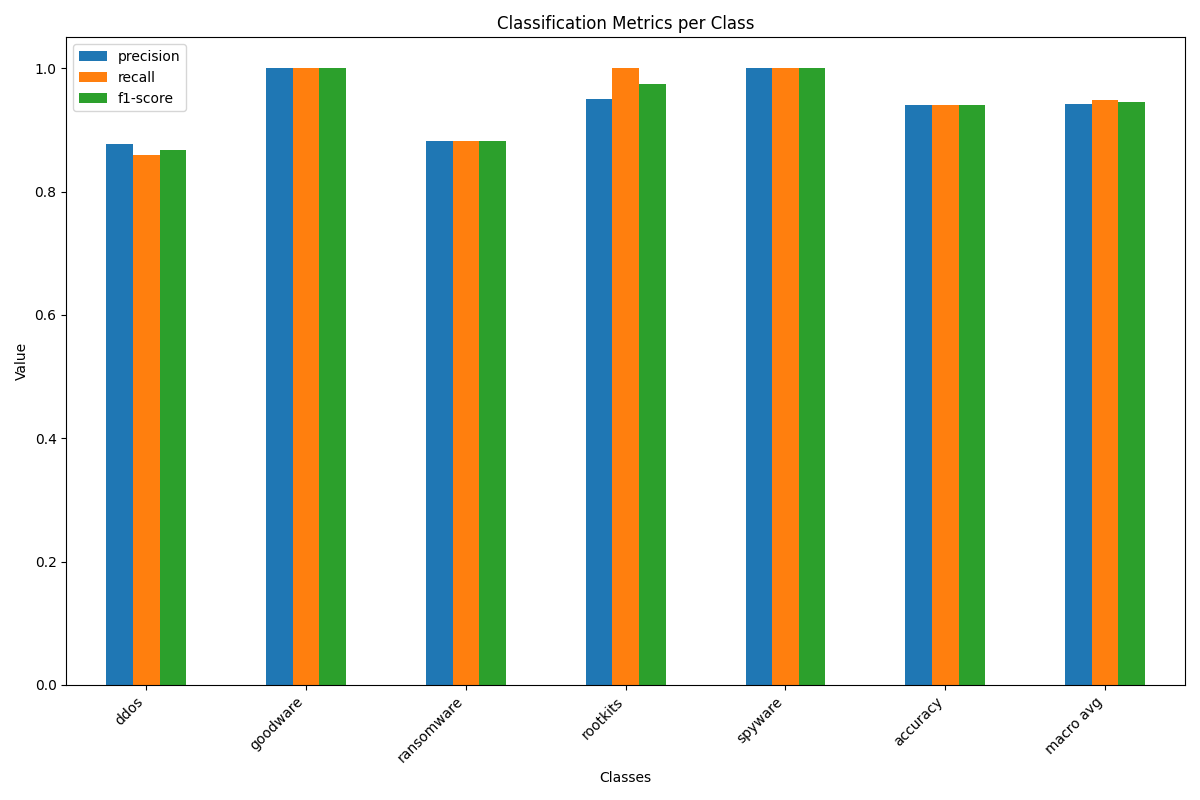 Classification Metrics per Class
precision
recall
f1-score
1.0
0.8
0.6
0.4
0.2
0.0
Value
ddos
goodware
ransomware
rootkits
spyware
accuracy
macro avg
Classes